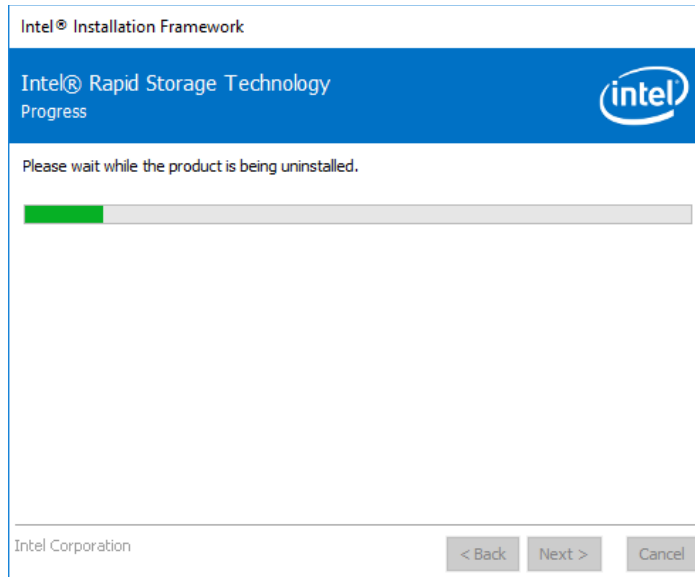 Intel® Installation Framework
Intel® Rapid Storage Technology
Progress
intel
Please wait while the product is being uninstalled.
Intel Corporation
< Back Next > Cancel